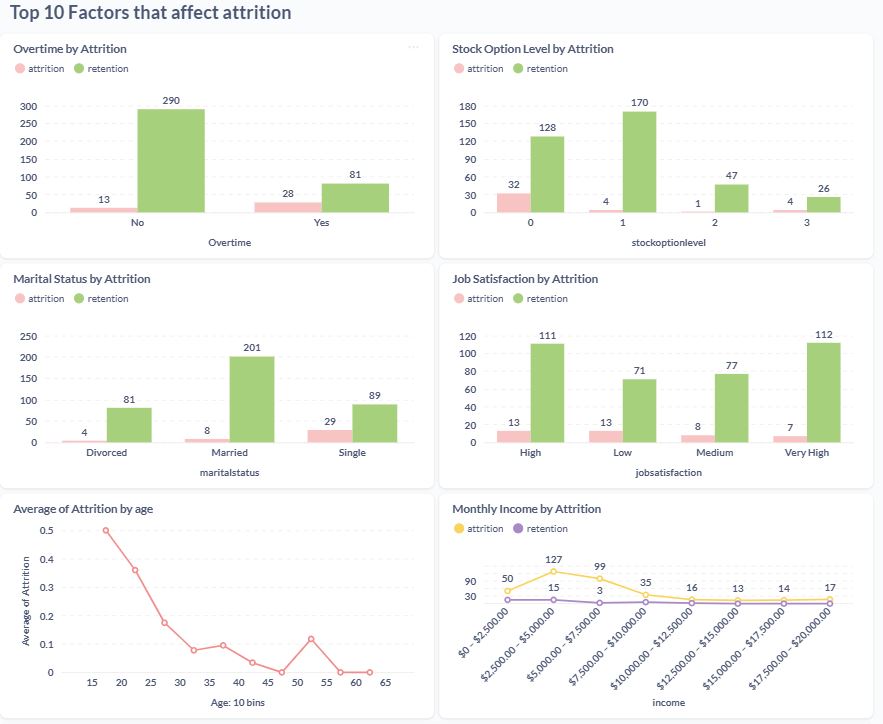 Top 10 Factors that affect attrition
Overtime by Attrition
...
attrition retention
300
250
200
150
100
50
0
13
290
28
81
No
Yes
Overtime
Stock Option Level by Attrition
attrition retention
180
150
120
90
60
30
0
32
128
4
170
1
47
4
26
0
1
2
3
stockoptionlevel
Marital Status by Attrition
attrition retention
250
200
150
100
50
0
4
81
8
201
29
89
Divorced
Married
Single
maritalstatus
Job Satisfaction by Attrition
attrition retention
120
100
80
60
40
20
0
13
111
13
71
8
77
7
112
High
Low
Medium
Very High
jobsatisfaction
Average of Attrition by age
Average of Attrition
0.5
0.4
0.3
0.2
0.1
0
15
20
25
30
35
40
45
50
55
60
65
Age: 10 bins
Monthly Income by Attrition
attrition retention
90
30
50
127
99
35
16
13
14
17
15
3
$0 - $2,500.00
$2,500.00 - $5,000.00
$5,000.00 - $7,500.00
$7,500.00 - $10,000.00
$10,000.00 - $12,500.00
$12,500.00 - $15,000.00
$15,000.00 - $17,500.00
$17,500.00 - $20,000.00
income